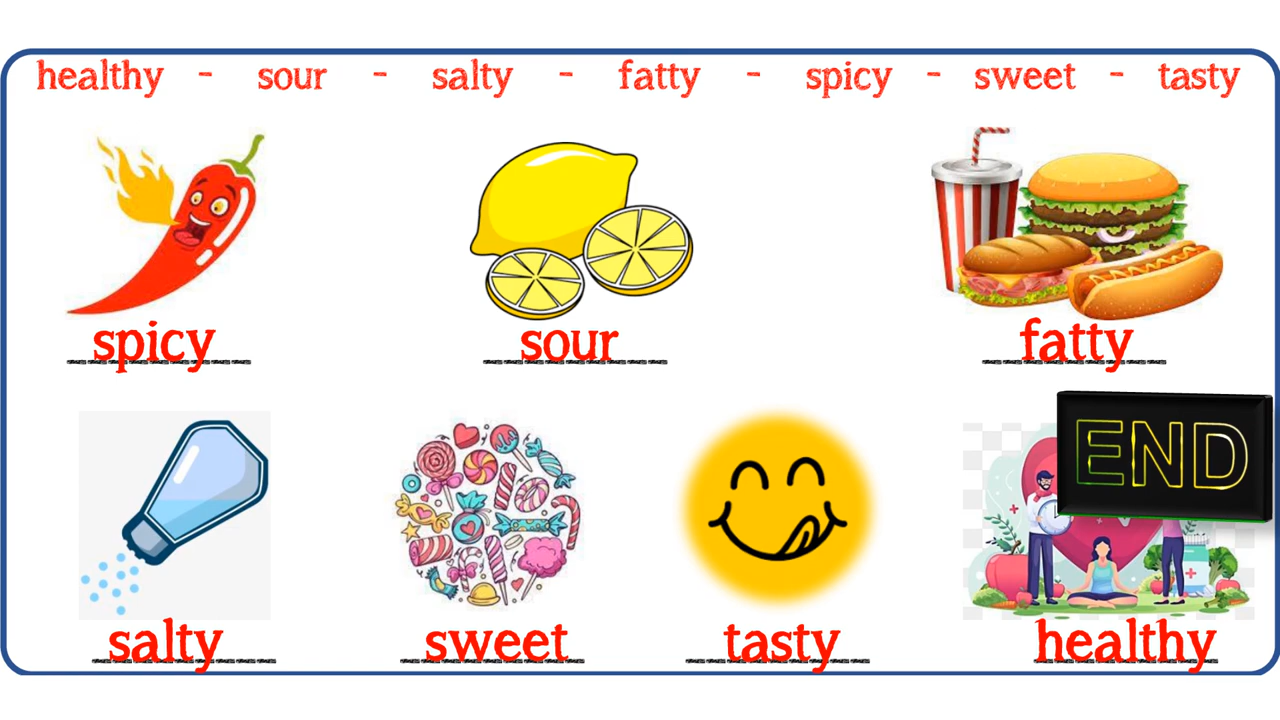 healthy - sour - salty - fatty - spicy - sweet - tasty
spicy sour fatty
END
salty sweet tasty healthy